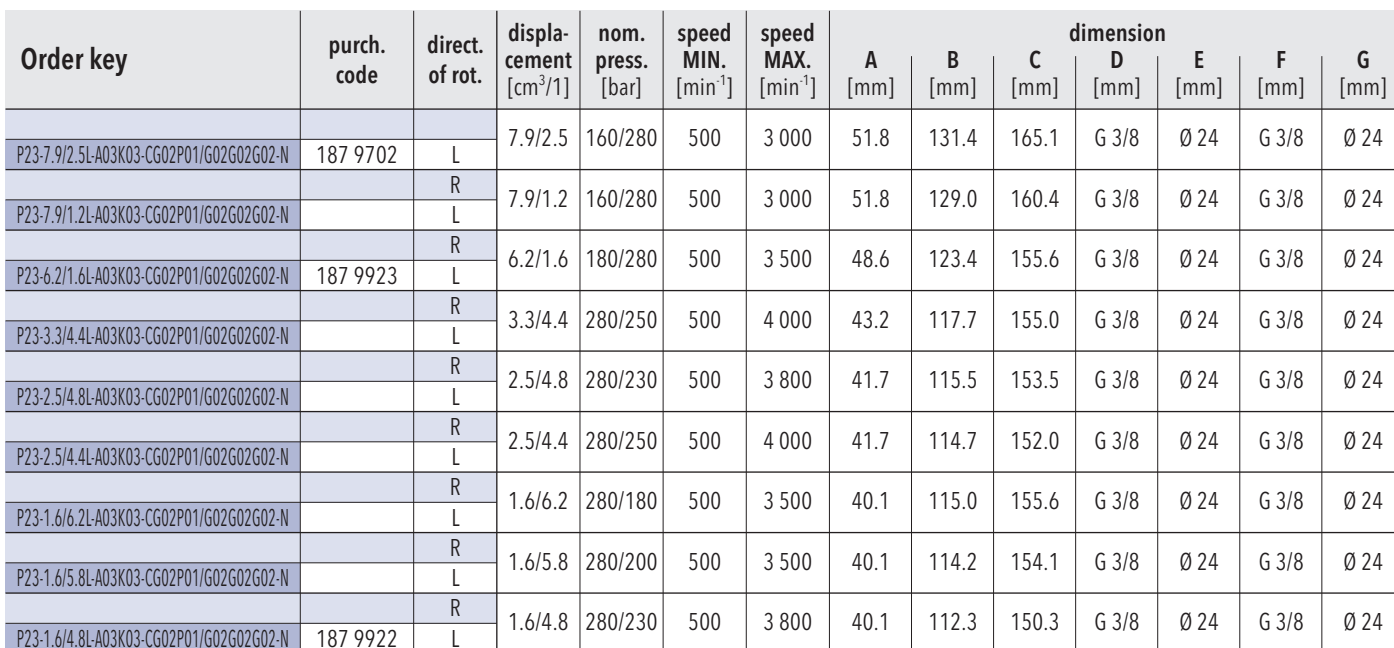 Order key purch. code direct. of rot. displa-cement [cm³/1] nom. press. [bar] speed MIN. [min⁻¹] speed MAX. [min⁻¹] dimension
A [mm] B [mm] C [mm] D [mm] E [mm] F [mm] G [mm]
P23-7.9/2.5L-A03K03-CG02P01/G02G02G02-N 187 9702 L 7.9/2.5 160/280 500 3 000 51.8 131.4 165.1 G 3/8 Ø 24 G 3/8 Ø 24
R
P23-7.9/1.2L-A03K03-CG02P01/G02G02G02-N L 7.9/1.2 160/280 500 3 000 51.8 129.0 160.4 G 3/8 Ø 24 G 3/8 Ø 24
R
P23-6.2/1.6L-A03K03-CG02P01/G02G02G02-N 187 9923 L 6.2/1.6 180/280 500 3 500 48.6 123.4 155.6 G 3/8 Ø 24 G 3/8 Ø 24
R
P23-3.3/4.4L-A03K03-CG02P01/G02G02G02-N L 3.3/4.4 280/250 500 4 000 43.2 117.7 155.0 G 3/8 Ø 24 G 3/8 Ø 24
R
P23-2.5/4.8L-A03K03-CG02P01/G02G02G02-N L 2.5/4.8 280/230 500 3 800 41.7 115.5 153.5 G 3/8 Ø 24 G 3/8 Ø 24
R
P23-2.5/4.4L-A03K03-CG02P01/G02G02G02-N L 2.5/4.4 280/250 500 4 000 41.7 114.7 152.0 G 3/8 Ø 24 G 3/8 Ø 24
R
P23-1.6/6.2L-A03K03-CG02P01/G02G02G02-N L 1.6/6.2 280/180 500 3 500 40.1 115.0 155.6 G 3/8 Ø 24 G 3/8 Ø 24
R
P23-1.6/5.8L-A03K03-CG02P01/G02G02G02-N L 1.6/5.8 280/200 500 3 500 40.1 114.2 154.1 G 3/8 Ø 24 G 3/8 Ø 24
R
P23-1.6/4.8L-A03K03-CG02P01/G02G02G02-N 187 9922 L 1.6/4.8 280/230 500 3 800 40.1 112.3 150.3 G 3/8 Ø 24 G 3/8 Ø 24